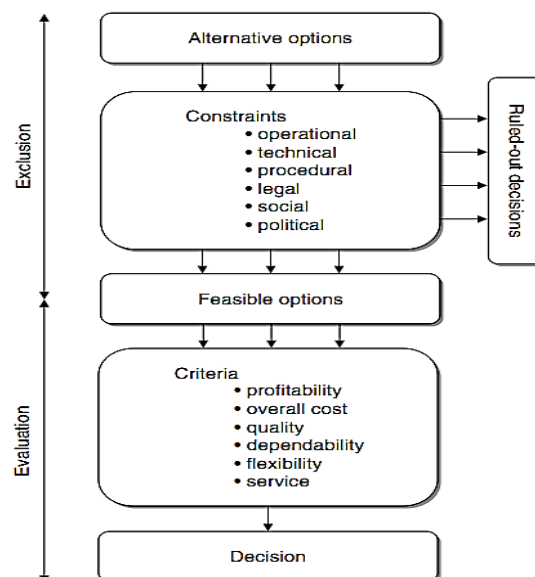 Alternative options
Constraints
• operational
• technical
• procedural
• legal
• social
• political
Ruled-out decisions
Exclusion
Feasible options
Criteria
• profitability
• overall cost
• quality
• dependability
• flexibility
• service
Evaluation
Decision